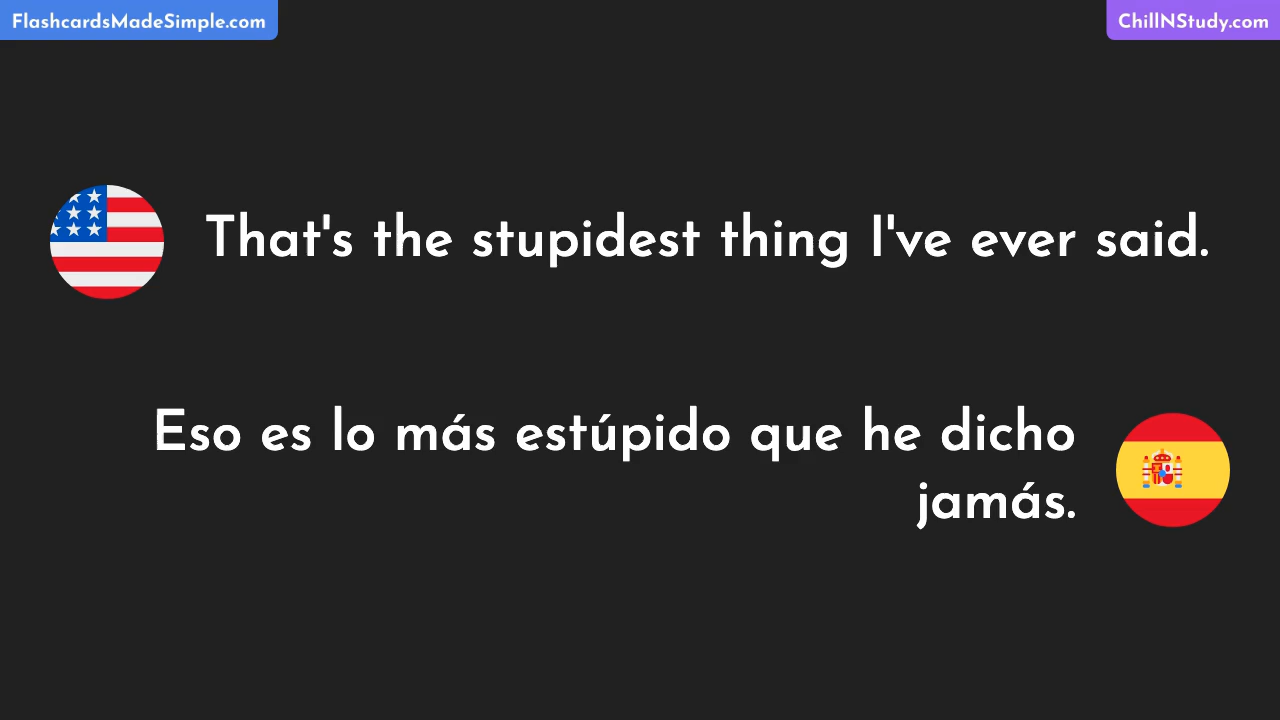 FlashcardsMadeSimple.com
ChillNStudy.com
That's the stupidest thing I've ever said.
Eso es lo más estúpido que he dicho
jamás.